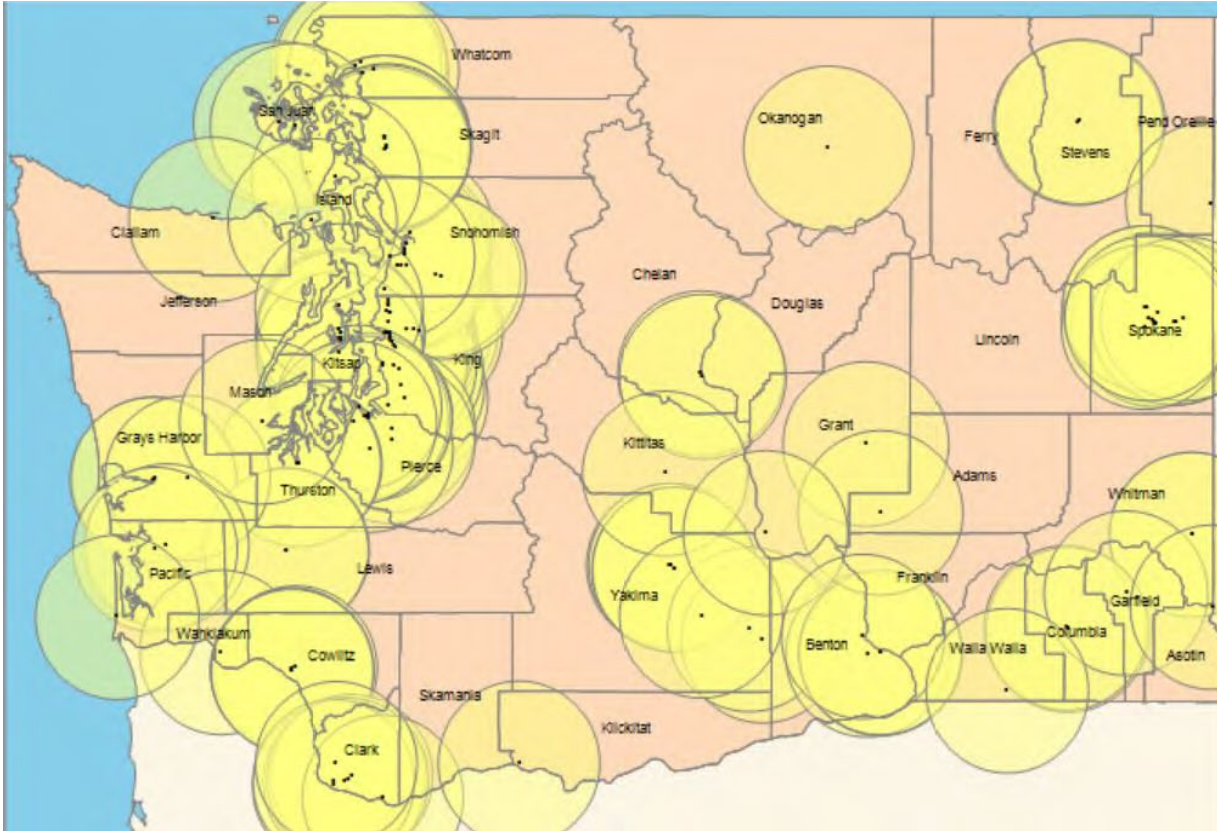 Whatcom
San Juan
Skagit
Okanogan
Ferry
Pend Oreille
Stevens
Island
Clallam
Snohomish
Chelan
Jefferson
Douglas
Lincoln
Spokane
Kitsap
King
Mason
Grays Harbor
Kittitas
Grant
Pierce
Adams
Thurston
Whitman
Pacific
Lewis
Yakima
Franklin
Garfield
Wahkiakum
Cowlitz
Benton
Walla Walla
Columbia
Asotin
Skamania
Klickitat
Clark